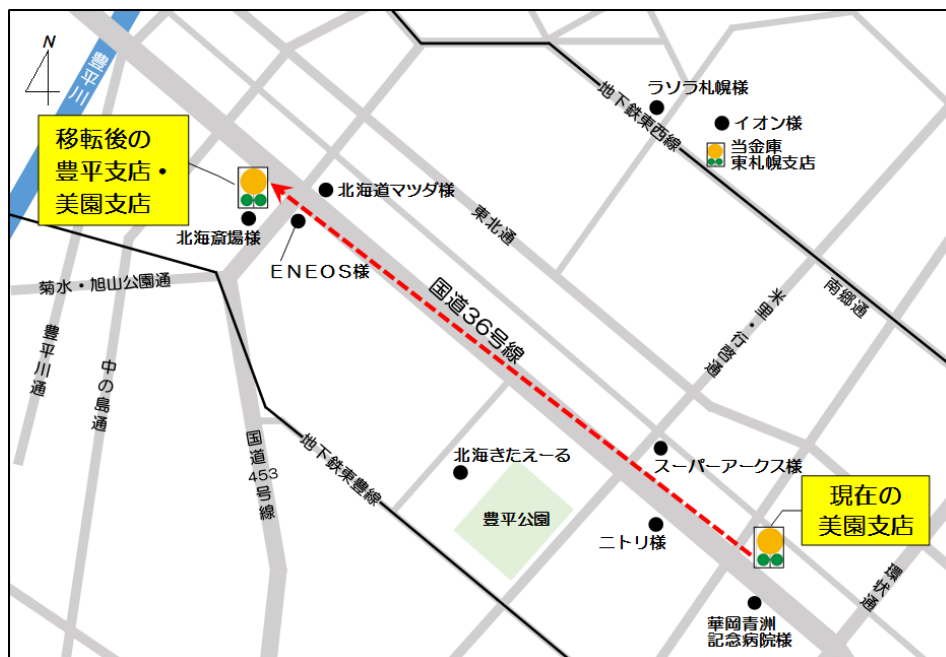 N
豊平川
移転後の
豊平支店・
美園支店
北海道マツダ様
北海斎場様
ENEOS様
ラソラ札幌様
地下鉄東西線
イオン様
当金庫
東札幌支店
東北通
菊水・旭山公園通
国道36号線
米里・行啓通
南郷通
豊平川通
中の島通
国道
453
号線
地下鉄東豊線
北海きたえーる
豊平公園
スーパーアークス様
ニトリ様
現在の
美園支店
環状通
華岡青洲
記念病院様